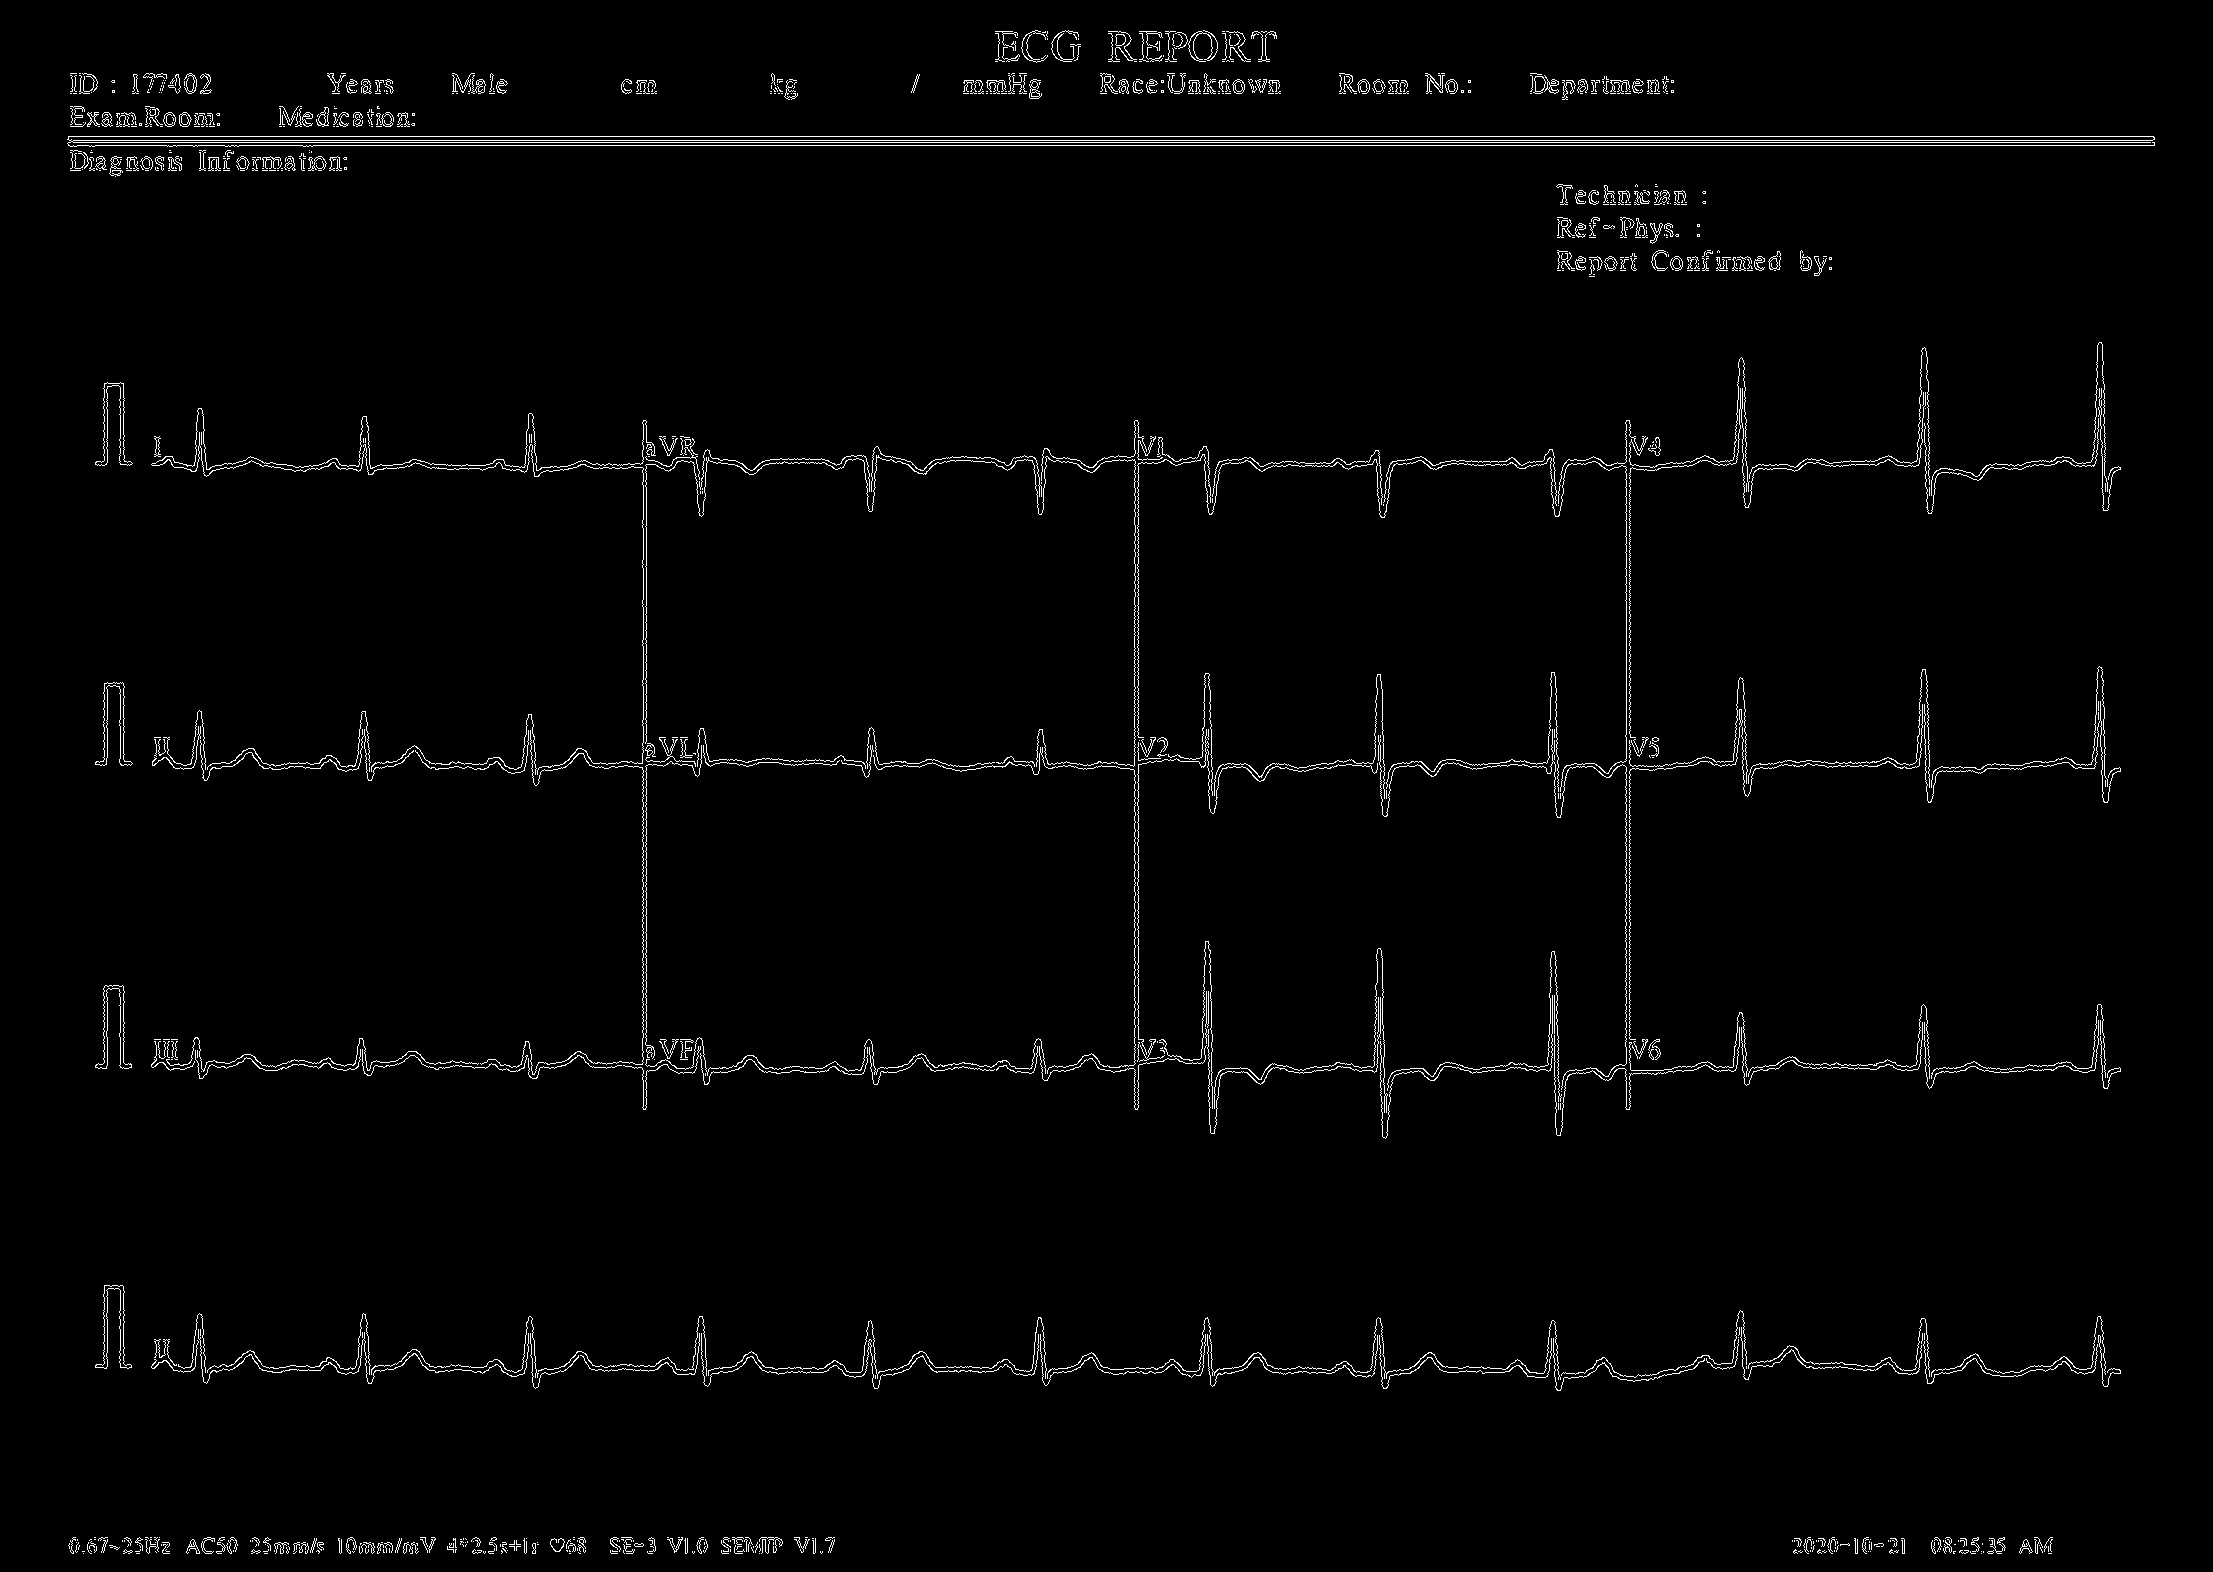 ECG REPORT
ID : 177402 Years Male cm kg / mmHg Race:Unknown Room No.: Department:
Exam.Room: Medication:
Diagnosis Information:
Technician :
Ref-Phys. :
Report Confirmed by:
I aVR V1 V4
II aVL V2 V5
III aVF V3 V6
II
0.67~25Hz AC50 25mm/s 10mm/mV 4*2.5s+1r ♡68 SE-3 V1.0 SEMIP V1.7 2020-10-21 08:25:35 AM